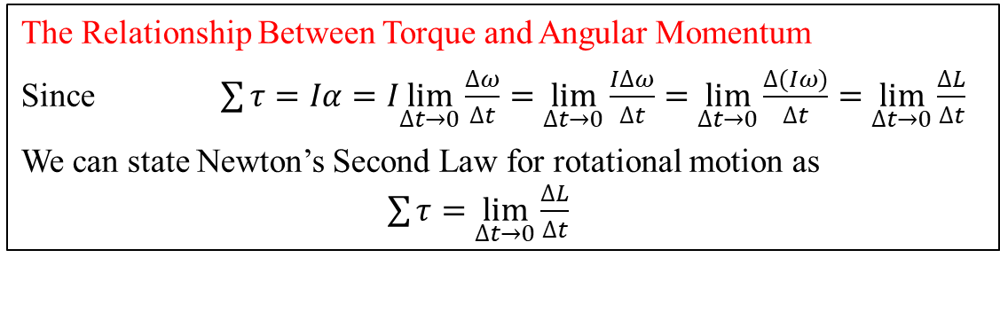 The Relationship Between Torque and Angular Momentum
Since ∑τ = Iα = I lim_{Δt→0} Δω/Δt = lim_{Δt→0} IΔω/Δt = lim_{Δt→0} Δ(Iω)/Δt = lim_{Δt→0} ΔL/Δt
We can state Newton’s Second Law for rotational motion as
∑τ = lim_{Δt→0} ΔL/Δt